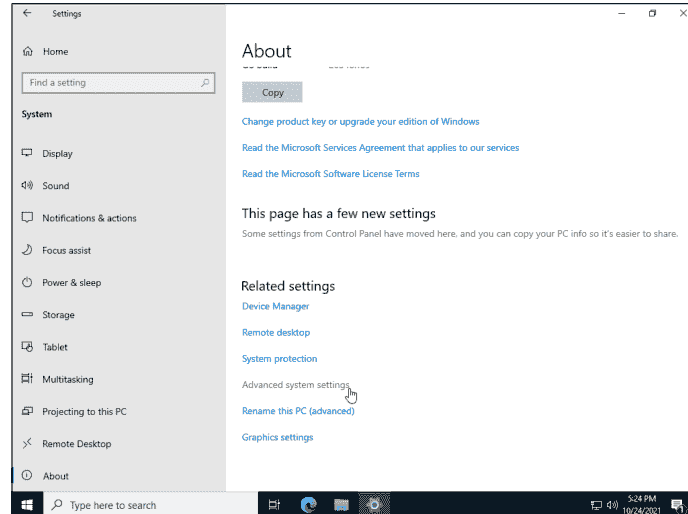 Settings
Home
Find a setting
System
Display
Sound
Notifications & actions
Focus assist
Power & sleep
Storage
Tablet
Multitasking
Projecting to this PC
Remote Desktop
About
About
Copy
Change product key or upgrade your edition of Windows
Read the Microsoft Services Agreement that applies to our services
Read the Microsoft Software License Terms
This page has a few new settings
Some settings from Control Panel have moved here, and you can copy your PC info so it's easier to share.
Related settings
Device Manager
Remote desktop
System protection
Advanced system settings
Rename this PC (advanced)
Graphics settings
Type here to search
5:24 PM
10/24/2021